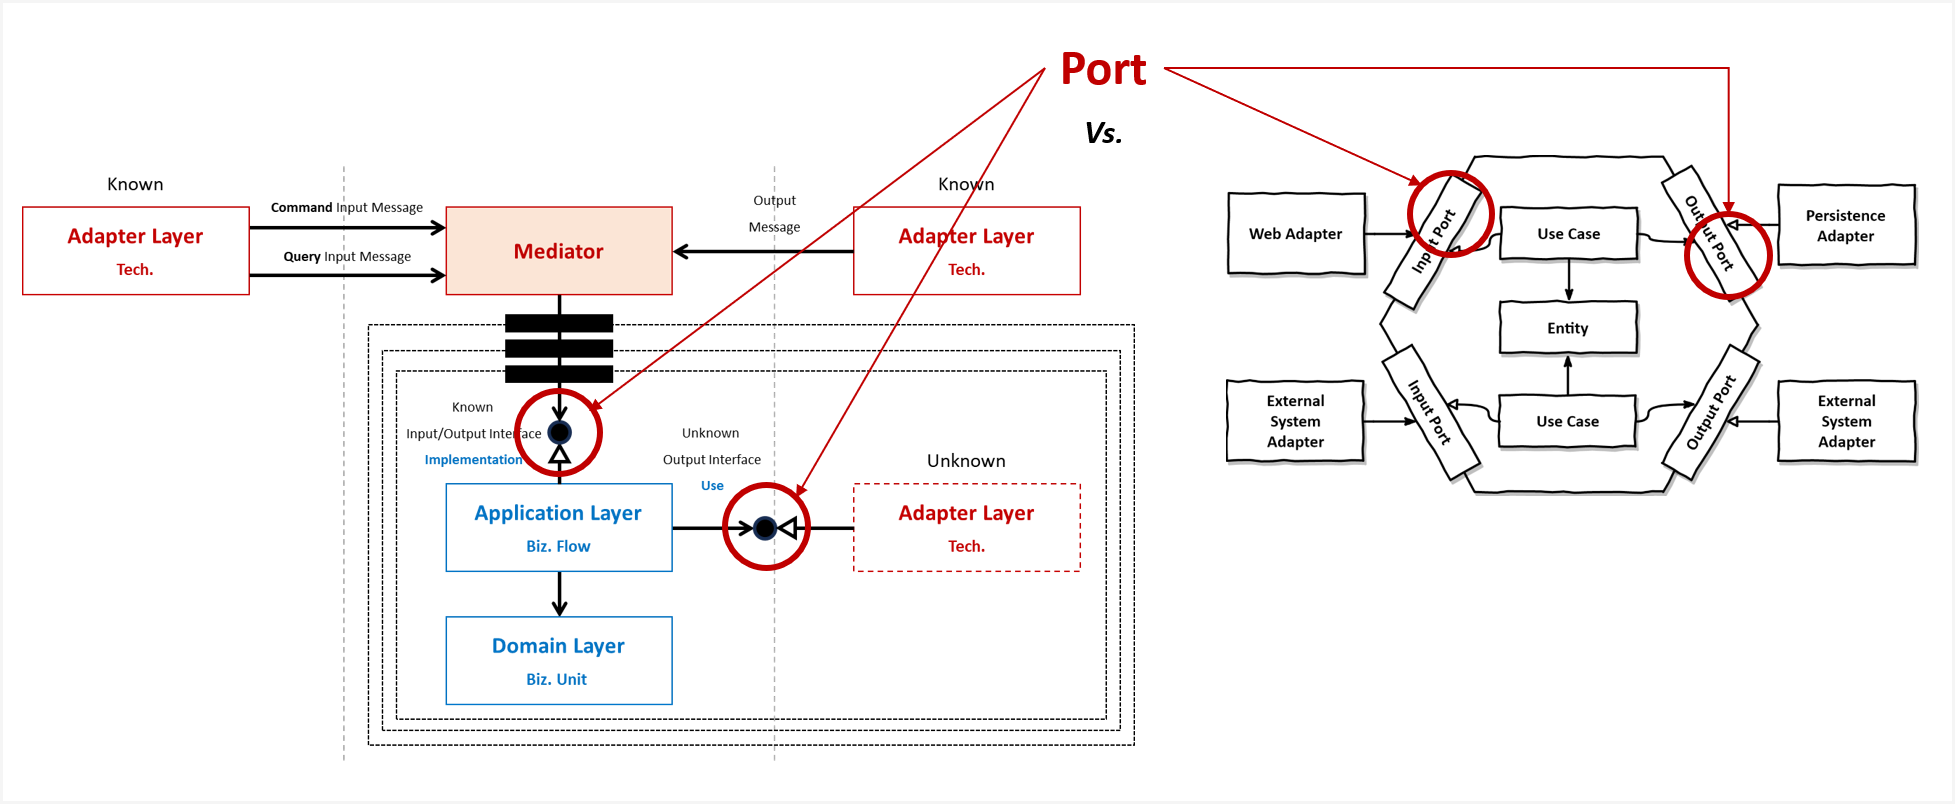 Port
Vs.
Known
Adapter Layer
Tech.
Command Input Message
Query Input Message
Mediator
Output
Message
Known
Adapter Layer
Tech.
Known
Input/Output Interface
Implementation
Unknown
Output Interface
Use
Unknown
Application Layer
Biz. Flow
Adapter Layer
Tech.
Domain Layer
Biz. Unit
Web Adapter
Input Port
Use Case
Output Port
Persistence
Adapter
Entity
External
System
Adapter
Input Port
Use Case
Output Port
External
System
Adapter